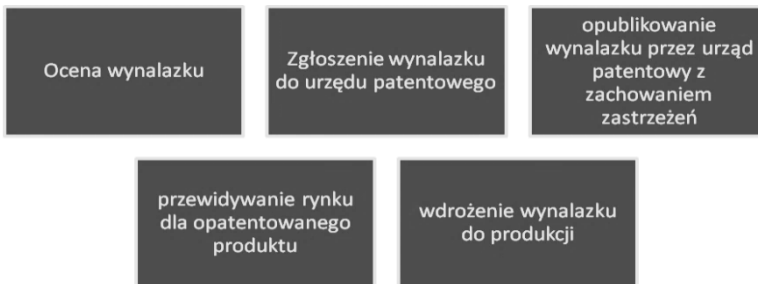 Ocena wynalazku
Zgłoszenie wynalazku
do urzędu patentowego
opublikowanie
wynalazku przez urząd
patentowy z
zachowaniem
zastrzeżeń
przewidywanie rynku
dla opatentowanego
produktu
wdrożenie wynalazku
do produkcji